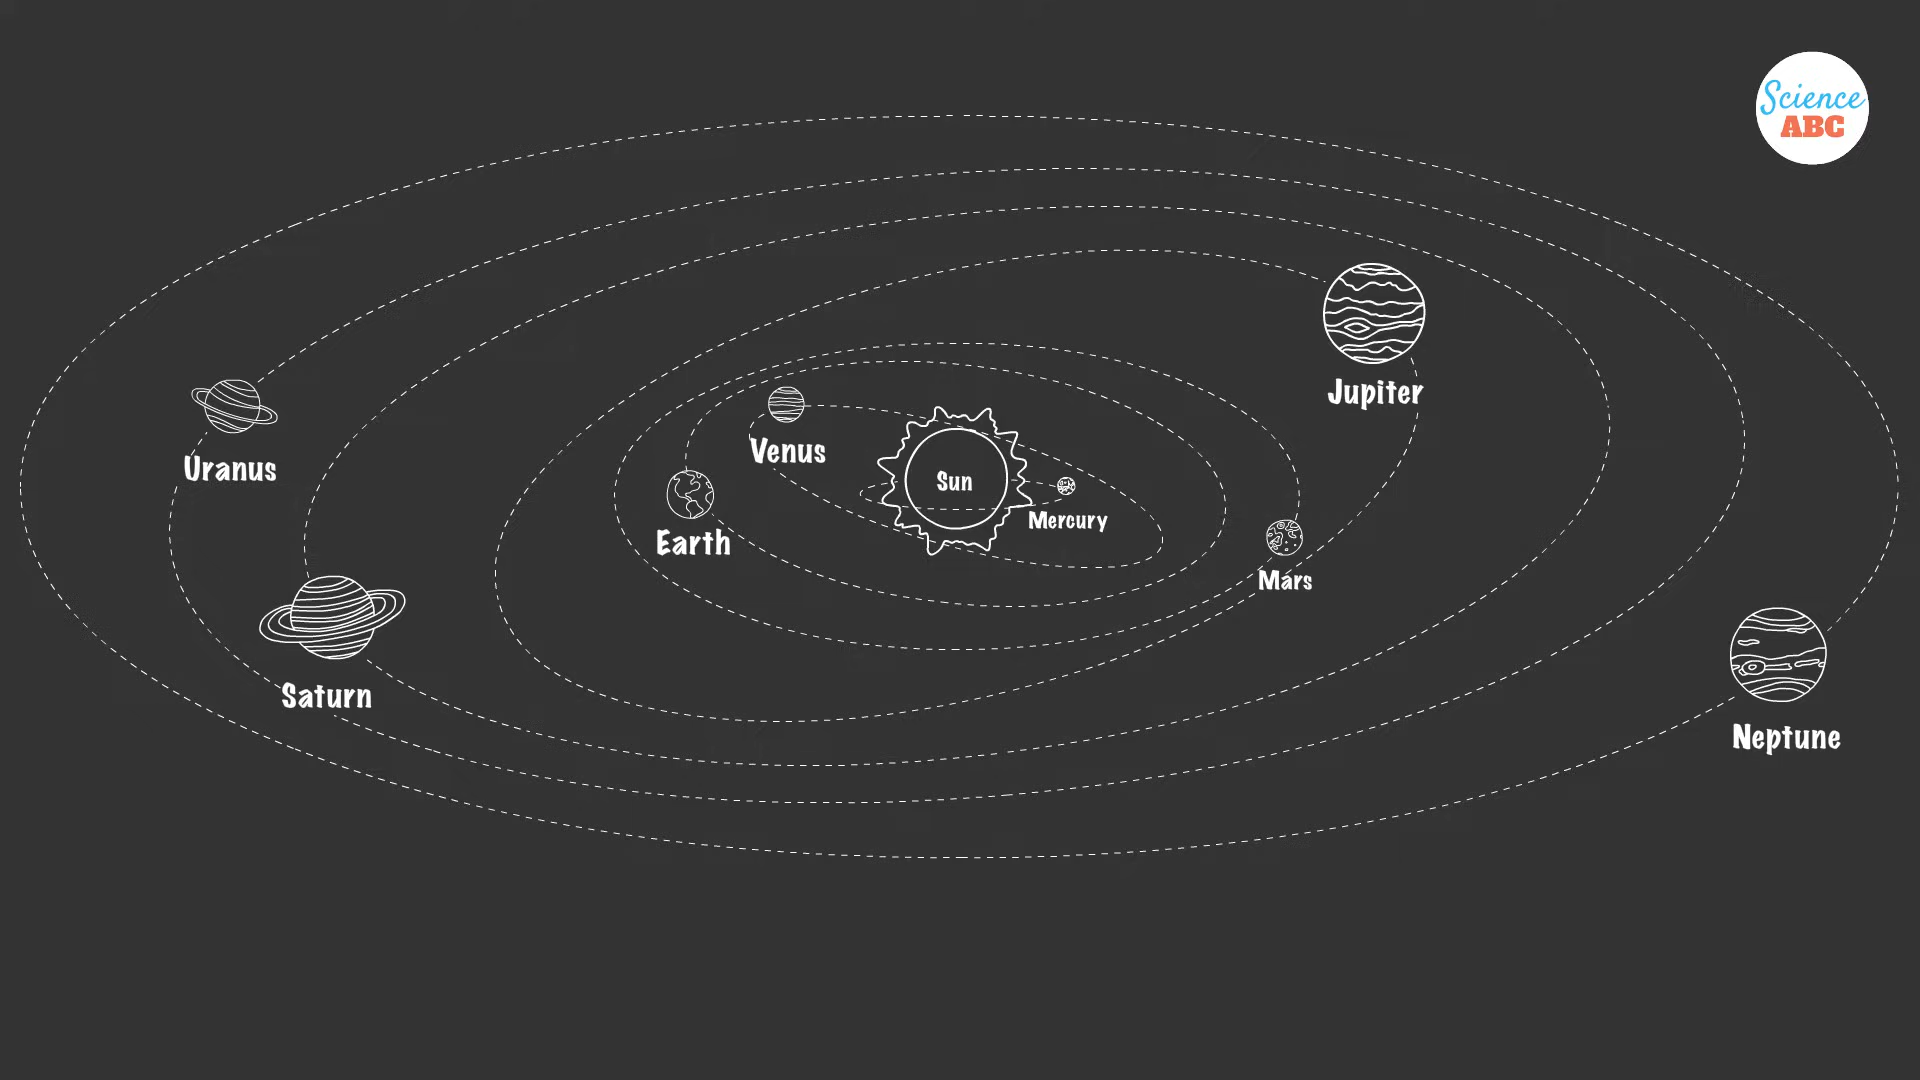 Science
ABC
Jupiter
Venus
Uranus
Sun
Mercury
Earth
Mars
Saturn
Neptune